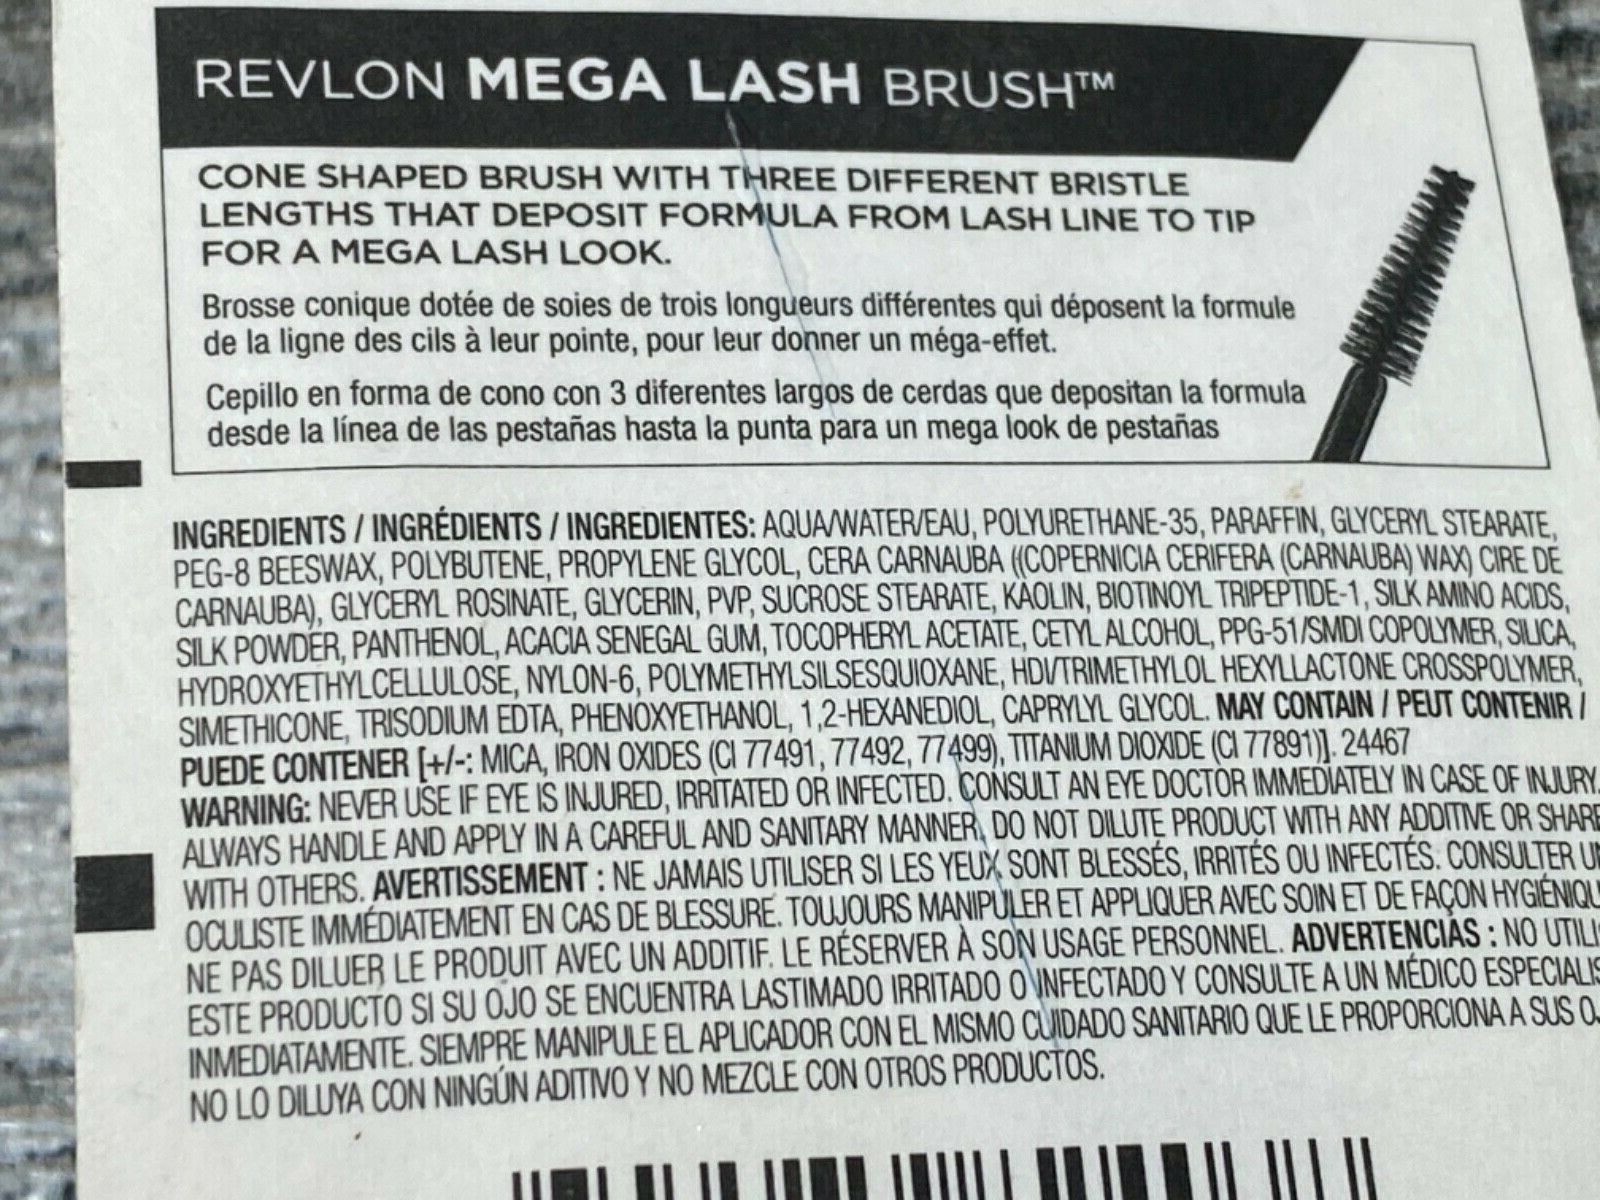 REVLON MEGA LASH BRUSH™
CONE SHAPED BRUSH WITH THREE DIFFERENT BRISTLE
LENGTHS THAT DEPOSIT FORMULA FROM LASH LINE TO TIP
FOR A MEGA LASH LOOK.
Brosse conique dotée de soies de trois longueurs différentes qui déposent la formule
de la ligne des cils à leur pointe, pour leur donner un méga-effet.
Cepillo en forma de cono con 3 diferentes largos de cerdas que depositan la formula
desde la línea de las pestañas hasta la punta para un mega look de pestañas
INGREDIENTS / INGRÉDIENTS / INGREDIENTES: AQUA/WATER/EAU, POLYURETHANE-35, PARAFFIN, GLYCERYL STEARATE,
PEG-8 BEESWAX, POLYBUTENE, PROPYLENE GLYCOL, CERA CARNAUBA ((COPERNICIA CERIFERA (CARNAUBA) WAX) CIRE DE
CARNAUBA), GLYCERYL ROSINATE, GLYCERIN, PVP, SUCROSE STEARATE, KAOLIN, BIOTINOYL TRIPEPTIDE-1, SILK AMINO ACIDS,
SILK POWDER, PANTHENOL, ACACIA SENEGAL GUM, TOCOPHERYL ACETATE, CETYL ALCOHOL, PPG-51/SMDI COPOLYMER, SILICA,
HYDROXYETHYLCELLULOSE, NYLON-6, POLYMETHYLSILSESQUIOXANE, HDI/TRIMETHYLOL HEXYLLACTONE CROSSPOLYMER,
SIMETHICONE, TRISODIUM EDTA, PHENOXYETHANOL, 1,2-HEXANEDIOL, CAPRYLYL GLYCOL. MAY CONTAIN / PEUT CONTENIR /
PUEDE CONTENER [+/-: MICA, IRON OXIDES (CI 77491, 77492, 77499), TITANIUM DIOXIDE (CI 77891)]. 24467
WARNING: NEVER USE IF EYE IS INJURED, IRRITATED OR INFECTED. CONSULT AN EYE DOCTOR IMMEDIATELY IN CASE OF INJURY.
ALWAYS HANDLE AND APPLY IN A CAREFUL AND SANITARY MANNER. DO NOT DILUTE PRODUCT WITH ANY ADDITIVE OR SHARE
WITH OTHERS. AVERTISSEMENT : NE JAMAIS UTILISER SI LES YEUX SONT BLESSÉS, IRRITÉS OU INFECTÉS. CONSULTER
OCULISTE IMMÉDIATEMENT EN CAS DE BLESSURE. TOUJOURS MANIPULER ET APPLIQUER AVEC SOIN ET DE FAÇON
NE PAS DILUER LE PRODUIT AVEC UN ADDITIF. LE RÉSERVER À SON USAGE PERSONNEL. ADVERTENCIAS : NO
ESTE PRODUCTO SI SU OJO SE ENCUENTRA LASTIMADO IRRITADO O INFECTADO Y CONSULTE A UN MÉDICO
INMEDIATAMENTE. SIEMPRE MANIPULE EL APLICADOR CON EL MISMO CUIDADO SANITARIO QUE LE PROPORCIONA A SUS
NO LO DILUYA CON NINGÚN ADITIVO Y NO MEZCLE CON OTROS PRODUCTOS.